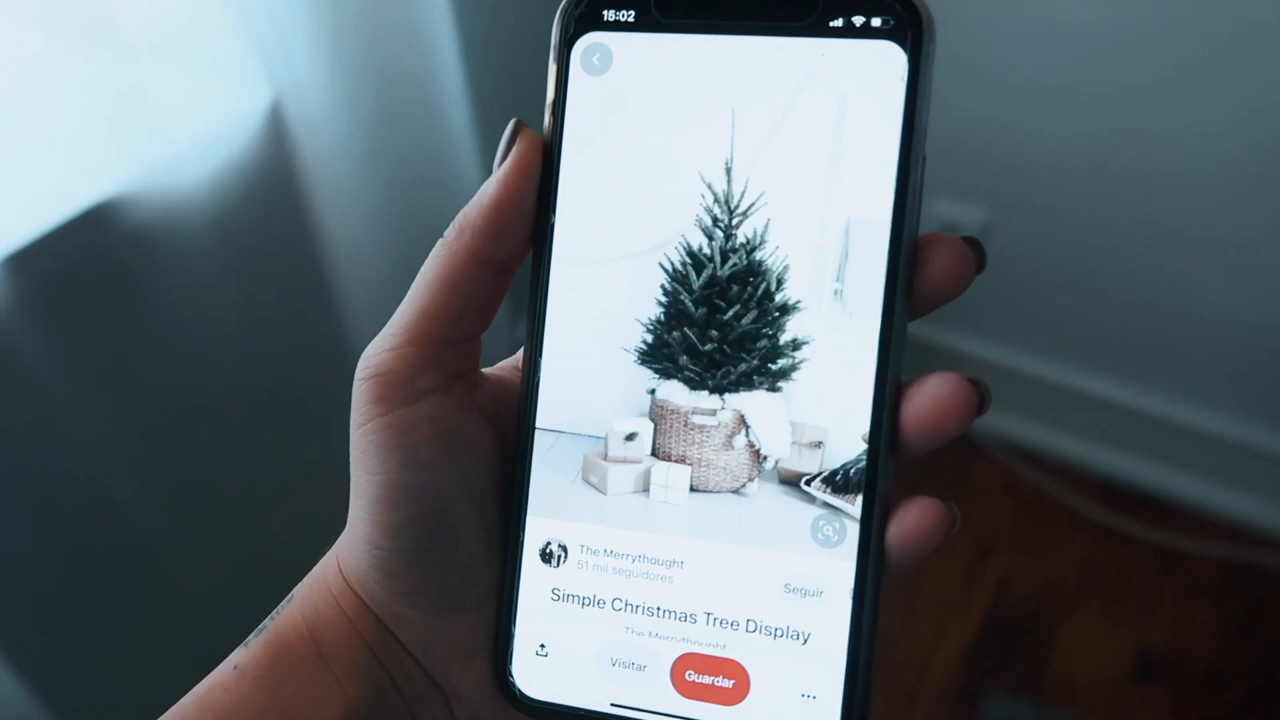 15:02
The Merrythought
51 mil seguidores
Seguir
Simple Christmas Tree Display
The Merrythought
Visitar
Guardar